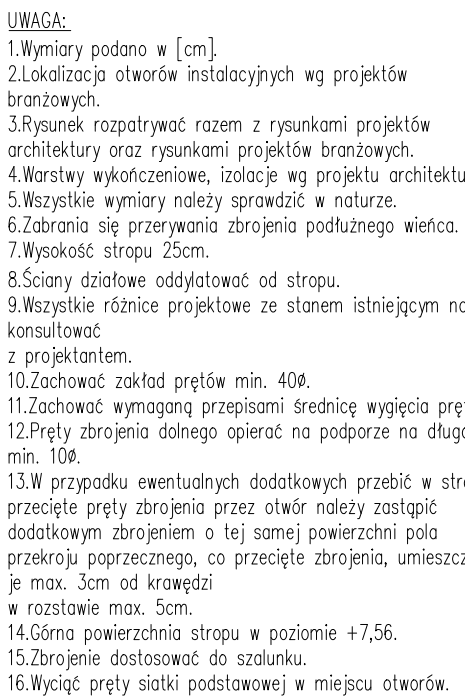 UWAGA:
1.Wymiary podano w [cm].
2.Lokalizacja otworów instalacyjnych wg projektów
branżowych.
3.Rysunek rozpatrywać razem z rysunkami projektów
architektury oraz rysunkami projektów branżowych.
4.Warstwy wykończeniowe, izolacje wg projektu architektu
5.Wszystkie wymiary należy sprawdzić w naturze.
6.Zabrania się przerywania zbrojenia podłużnego wieńca.
7.Wysokość stropu 25cm.
8.Ściany działowe oddylatować od stropu.
9.Wszystkie różnice projektowe ze stanem istniejącym
konsultować
z projektantem.
10.Zachować zakład prętów min. 40ø.
11.Zachować wymaganą przepisami średnicę wygięcia pręt
12.Pręty zbrojenia dolnego opierać na podporze na długo
min. 10ø.
13.W przypadku ewentualnych dodatkowych przebić w str
przecięte pręty zbrojenia przez otwór należy zastąpić
dodatkowym zbrojeniem o tej samej powierzchni pola
przekroju poprzecznego, co przecięte zbrojenia, umieszcz
je max. 3cm od krawędzi
w rozstawie max. 5cm.
14.Górna powierzchnia stropu w poziomie +7,56.
15.Zbrojenie dostosować do szalunku.
16.Wyciąć pręty siatki podstawowej w miejscu otworów.